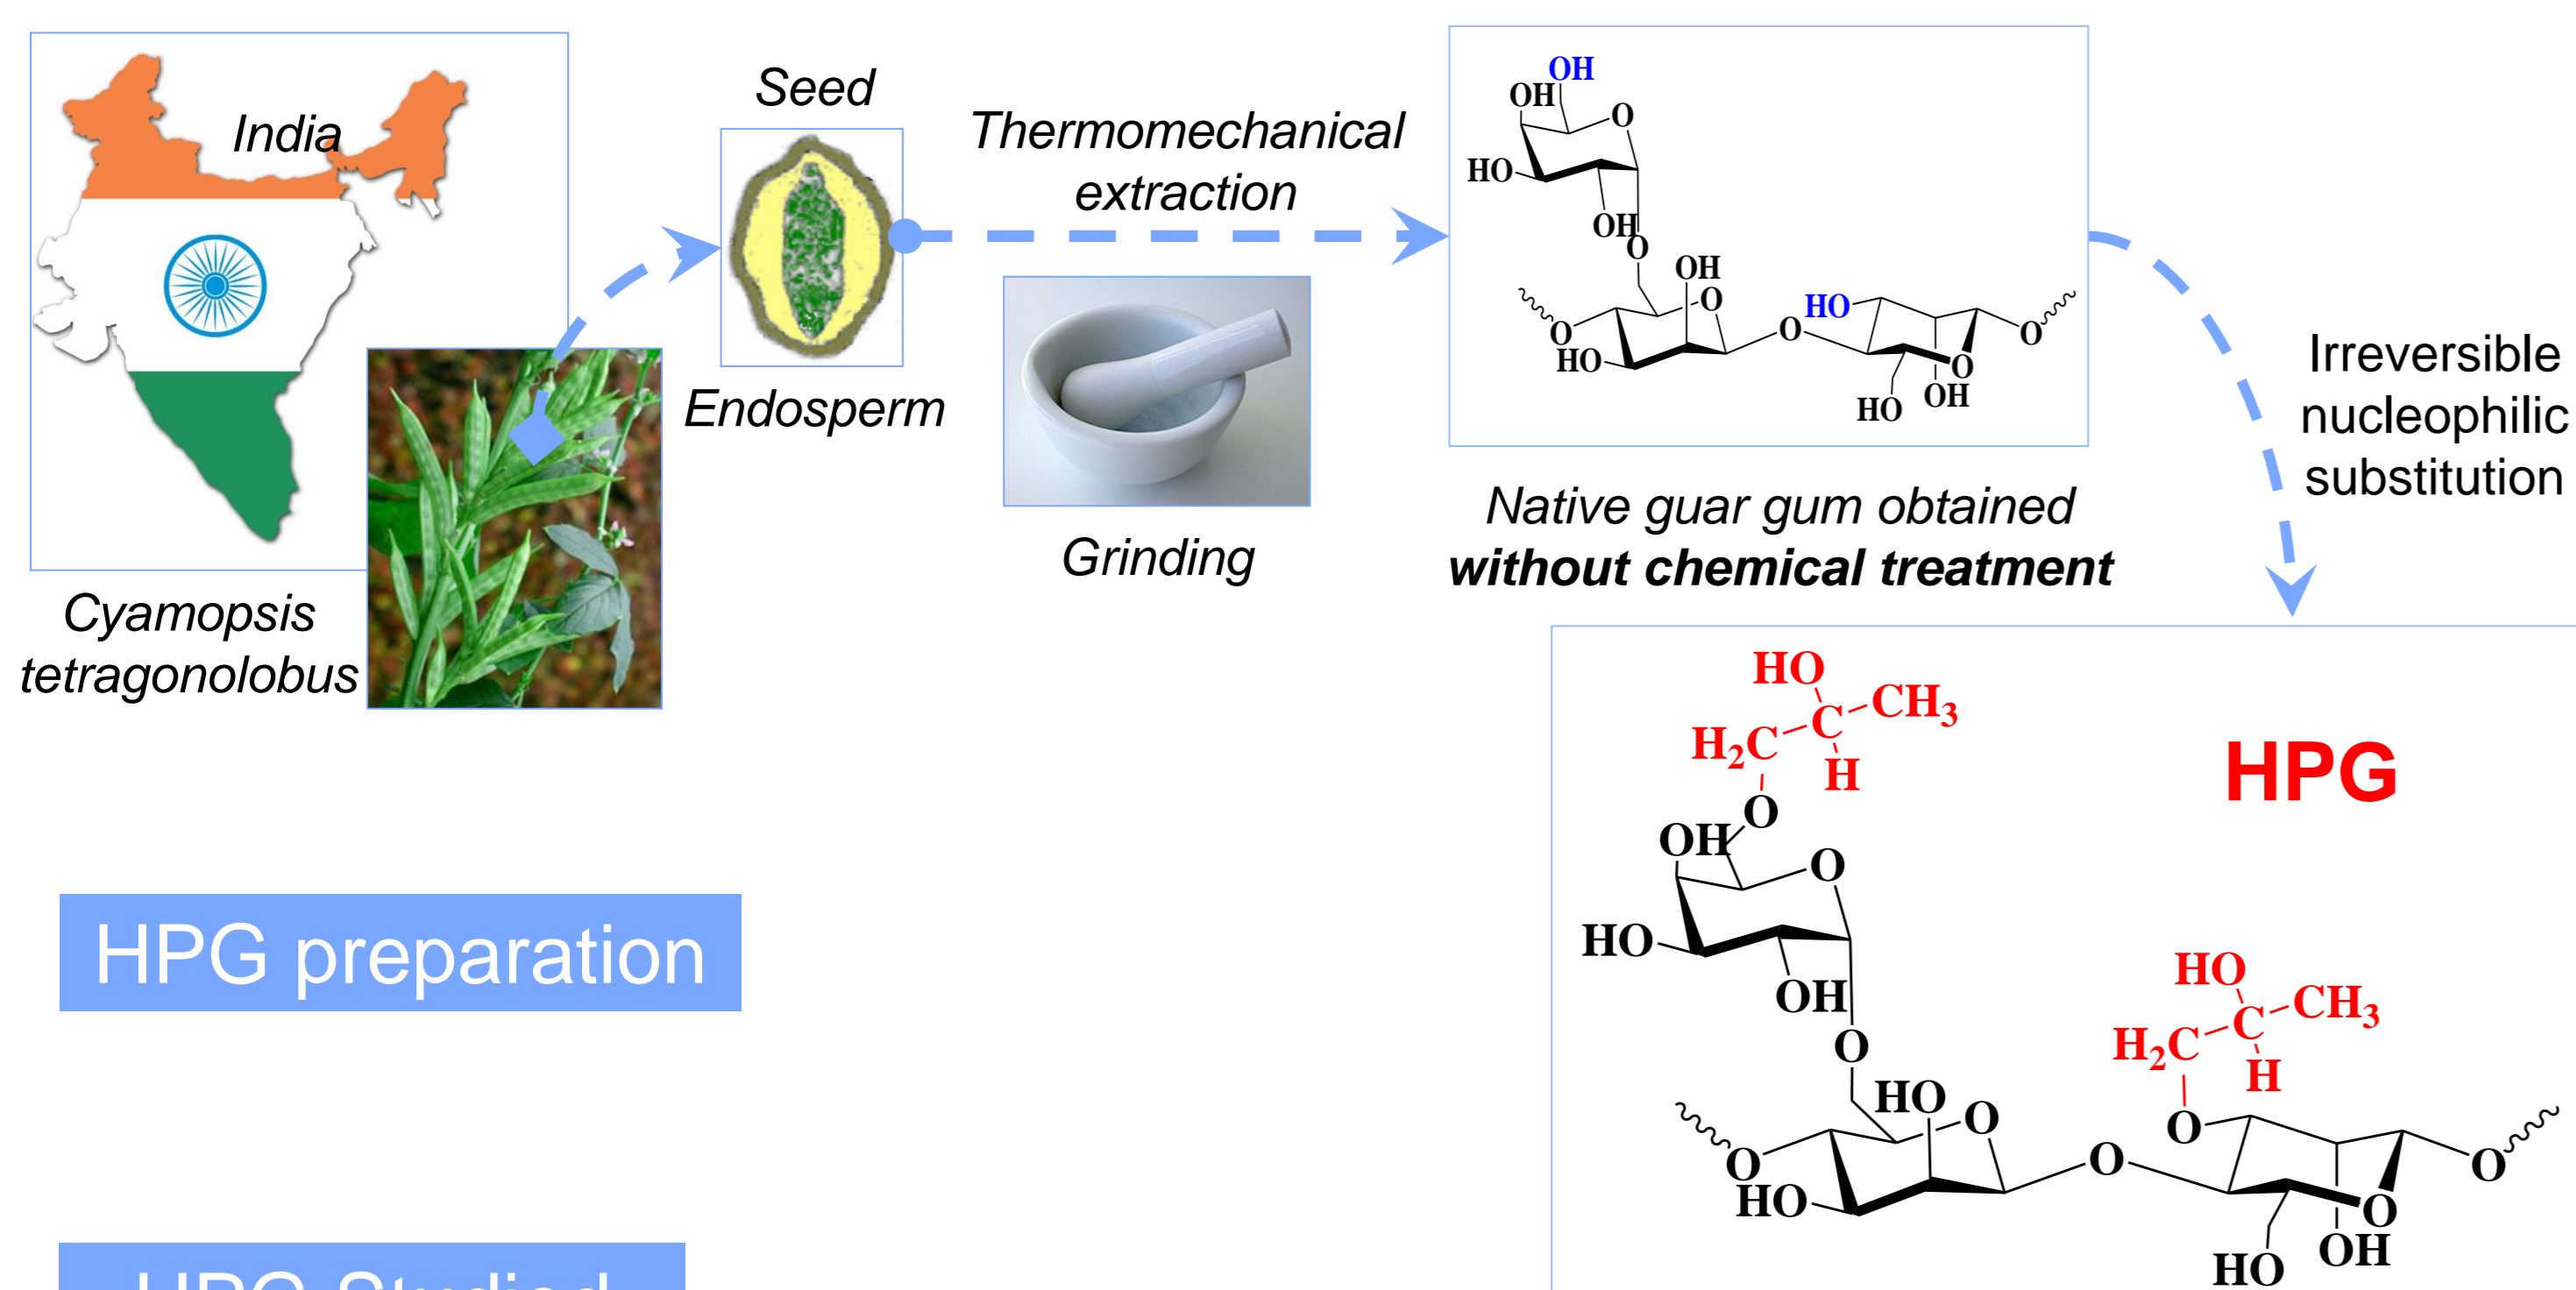 India
Cyamopsis
tetragonolobus
Seed
Endosperm
Thermomechanical
extraction
Grinding
OH
OH
O
HO
OH
O
OH
O
HO
O
O
O
HO
O
HO
OH
Native guar gum obtained
without chemical treatment
Irreversible
nucleophilic
substitution
HPG
HO
CH3
C
H2C
H
O
OH
O
HO
OH
O
HO
O
O
HO
O
HO
CH3
C
H2C
H
O
O
O
OH
HO
HPG preparation
HPG Studied